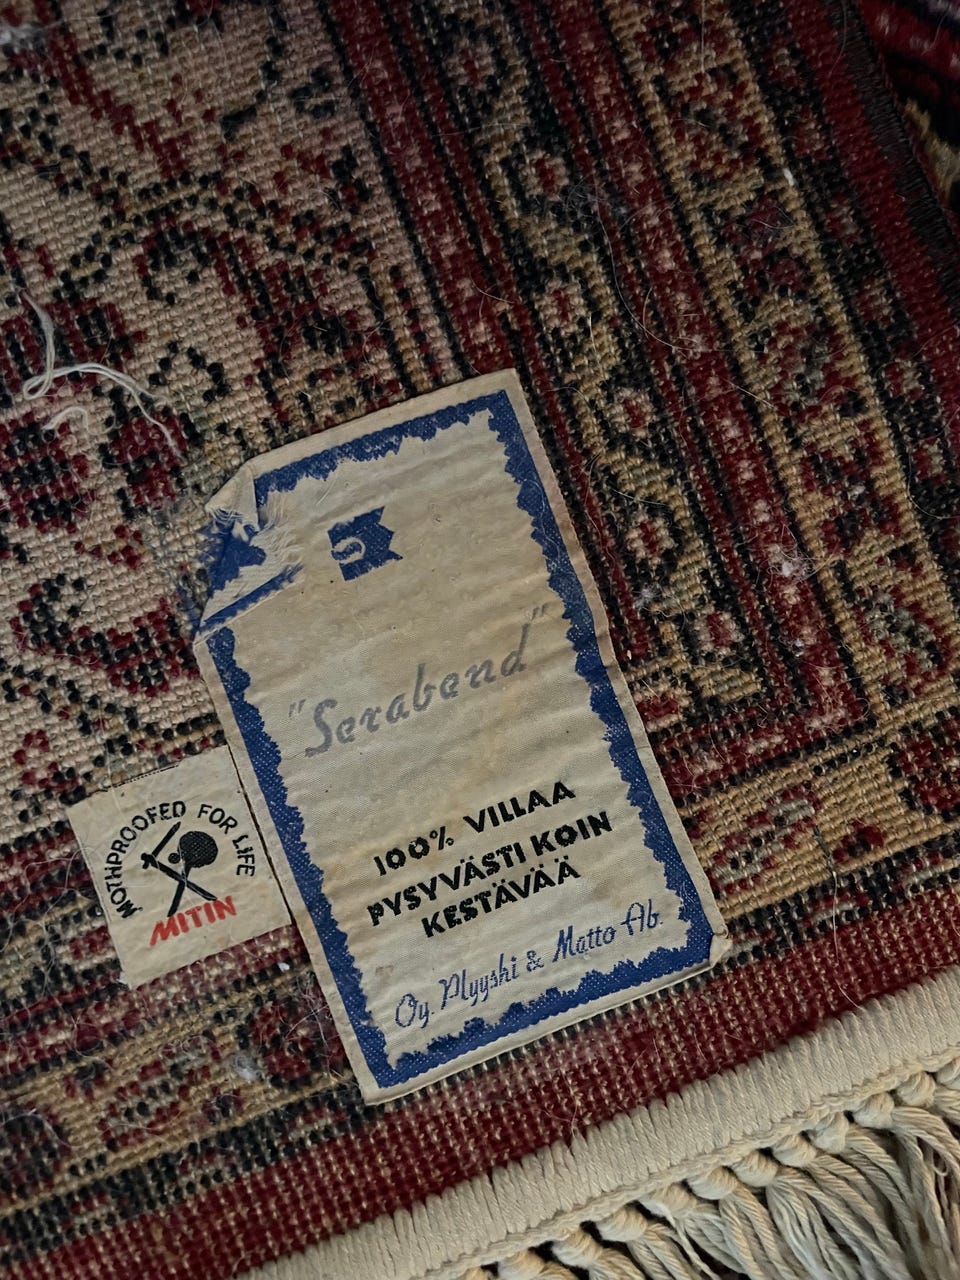 "Serabend"
100% VILLAA
PYSYVÄSTI KOIN
KESTÄVÄÄ
Oy. Plyyshi & Matto Ab.
MOTHPROOFED FOR LIFE
MITIN